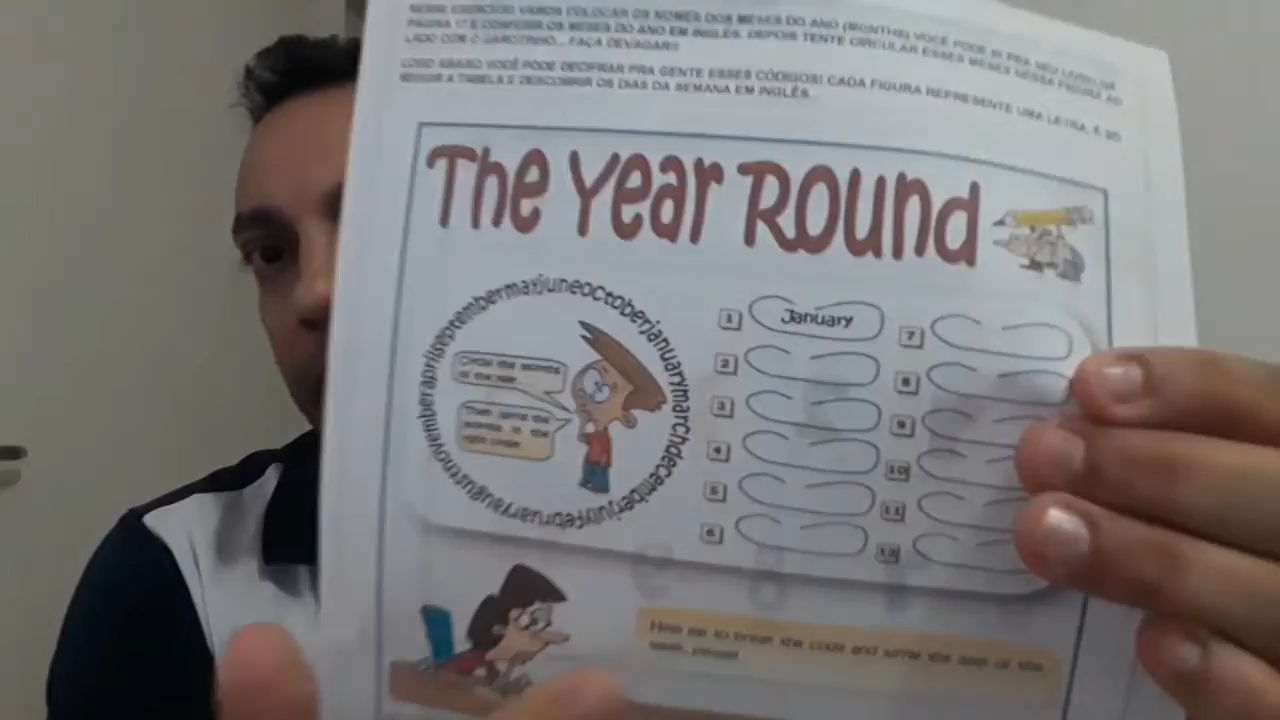 NESSE EXERCÍCIO VAMOS COLOCAR OS NOMES DOS MESES DO ANO (MONTHS) VOCÊ PODE IR PRA MEU LIVRO NA
PÁGINA 17 E CONFERIR OS MESES DO ANO EM INGLÊS. DEPOIS TENTE CIRCULAR ESSES MESES NESSA FIGURA AO
LADO COM O GAROTINHO... FAÇA DEVAGAR!!
LOGO ABAIXO VOCÊ PODE DECIFRAR PRA GENTE ESSES CÓDIGOS! CADA FIGURA REPRESENTE UMA LETRA, É SÓ
SEGUIR A TABELA E DESCOBRIR OS DIAS DA SEMANA EM INGLÊS.
The Year Round
septembermayjuneoctoberjanuarymarchdecemberjulyfebruaryaugustnovemberapril
Circle the months
of the year.
Then write the
months in the
right order.
1 January
2
3
4
5
6
7
8
9
10
11
12
Help me to break the code and write the days of the
week, please!